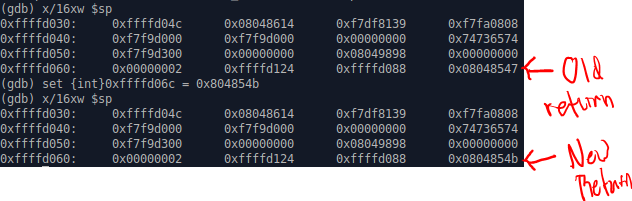 (gdb) x/16xw $sp
0xffffd030: 0xffffd04c 0x08048614 0xf7df8139 0xf7fa0808
0xffffd040: 0xf7f9d000 0xf7f9d000 0x00000000 0x74736574
0xffffd050: 0xf7f9d300 0x00000000 0x08049898 0x00000000
0xffffd060: 0x00000002 0xffffd124 0xffffd088 0x08048547
Old
return
(gdb) set {int}0xffffd06c = 0x804854b
(gdb) x/16xw $sp
0xffffd030: 0xffffd04c 0x08048614 0xf7df8139 0xf7fa0808
0xffffd040: 0xf7f9d000 0xf7f9d000 0x00000000 0x74736574
0xffffd050: 0xf7f9d300 0x00000000 0x08049898 0x00000000
0xffffd060: 0x00000002 0xffffd124 0xffffd088 0x0804854b
New
Return